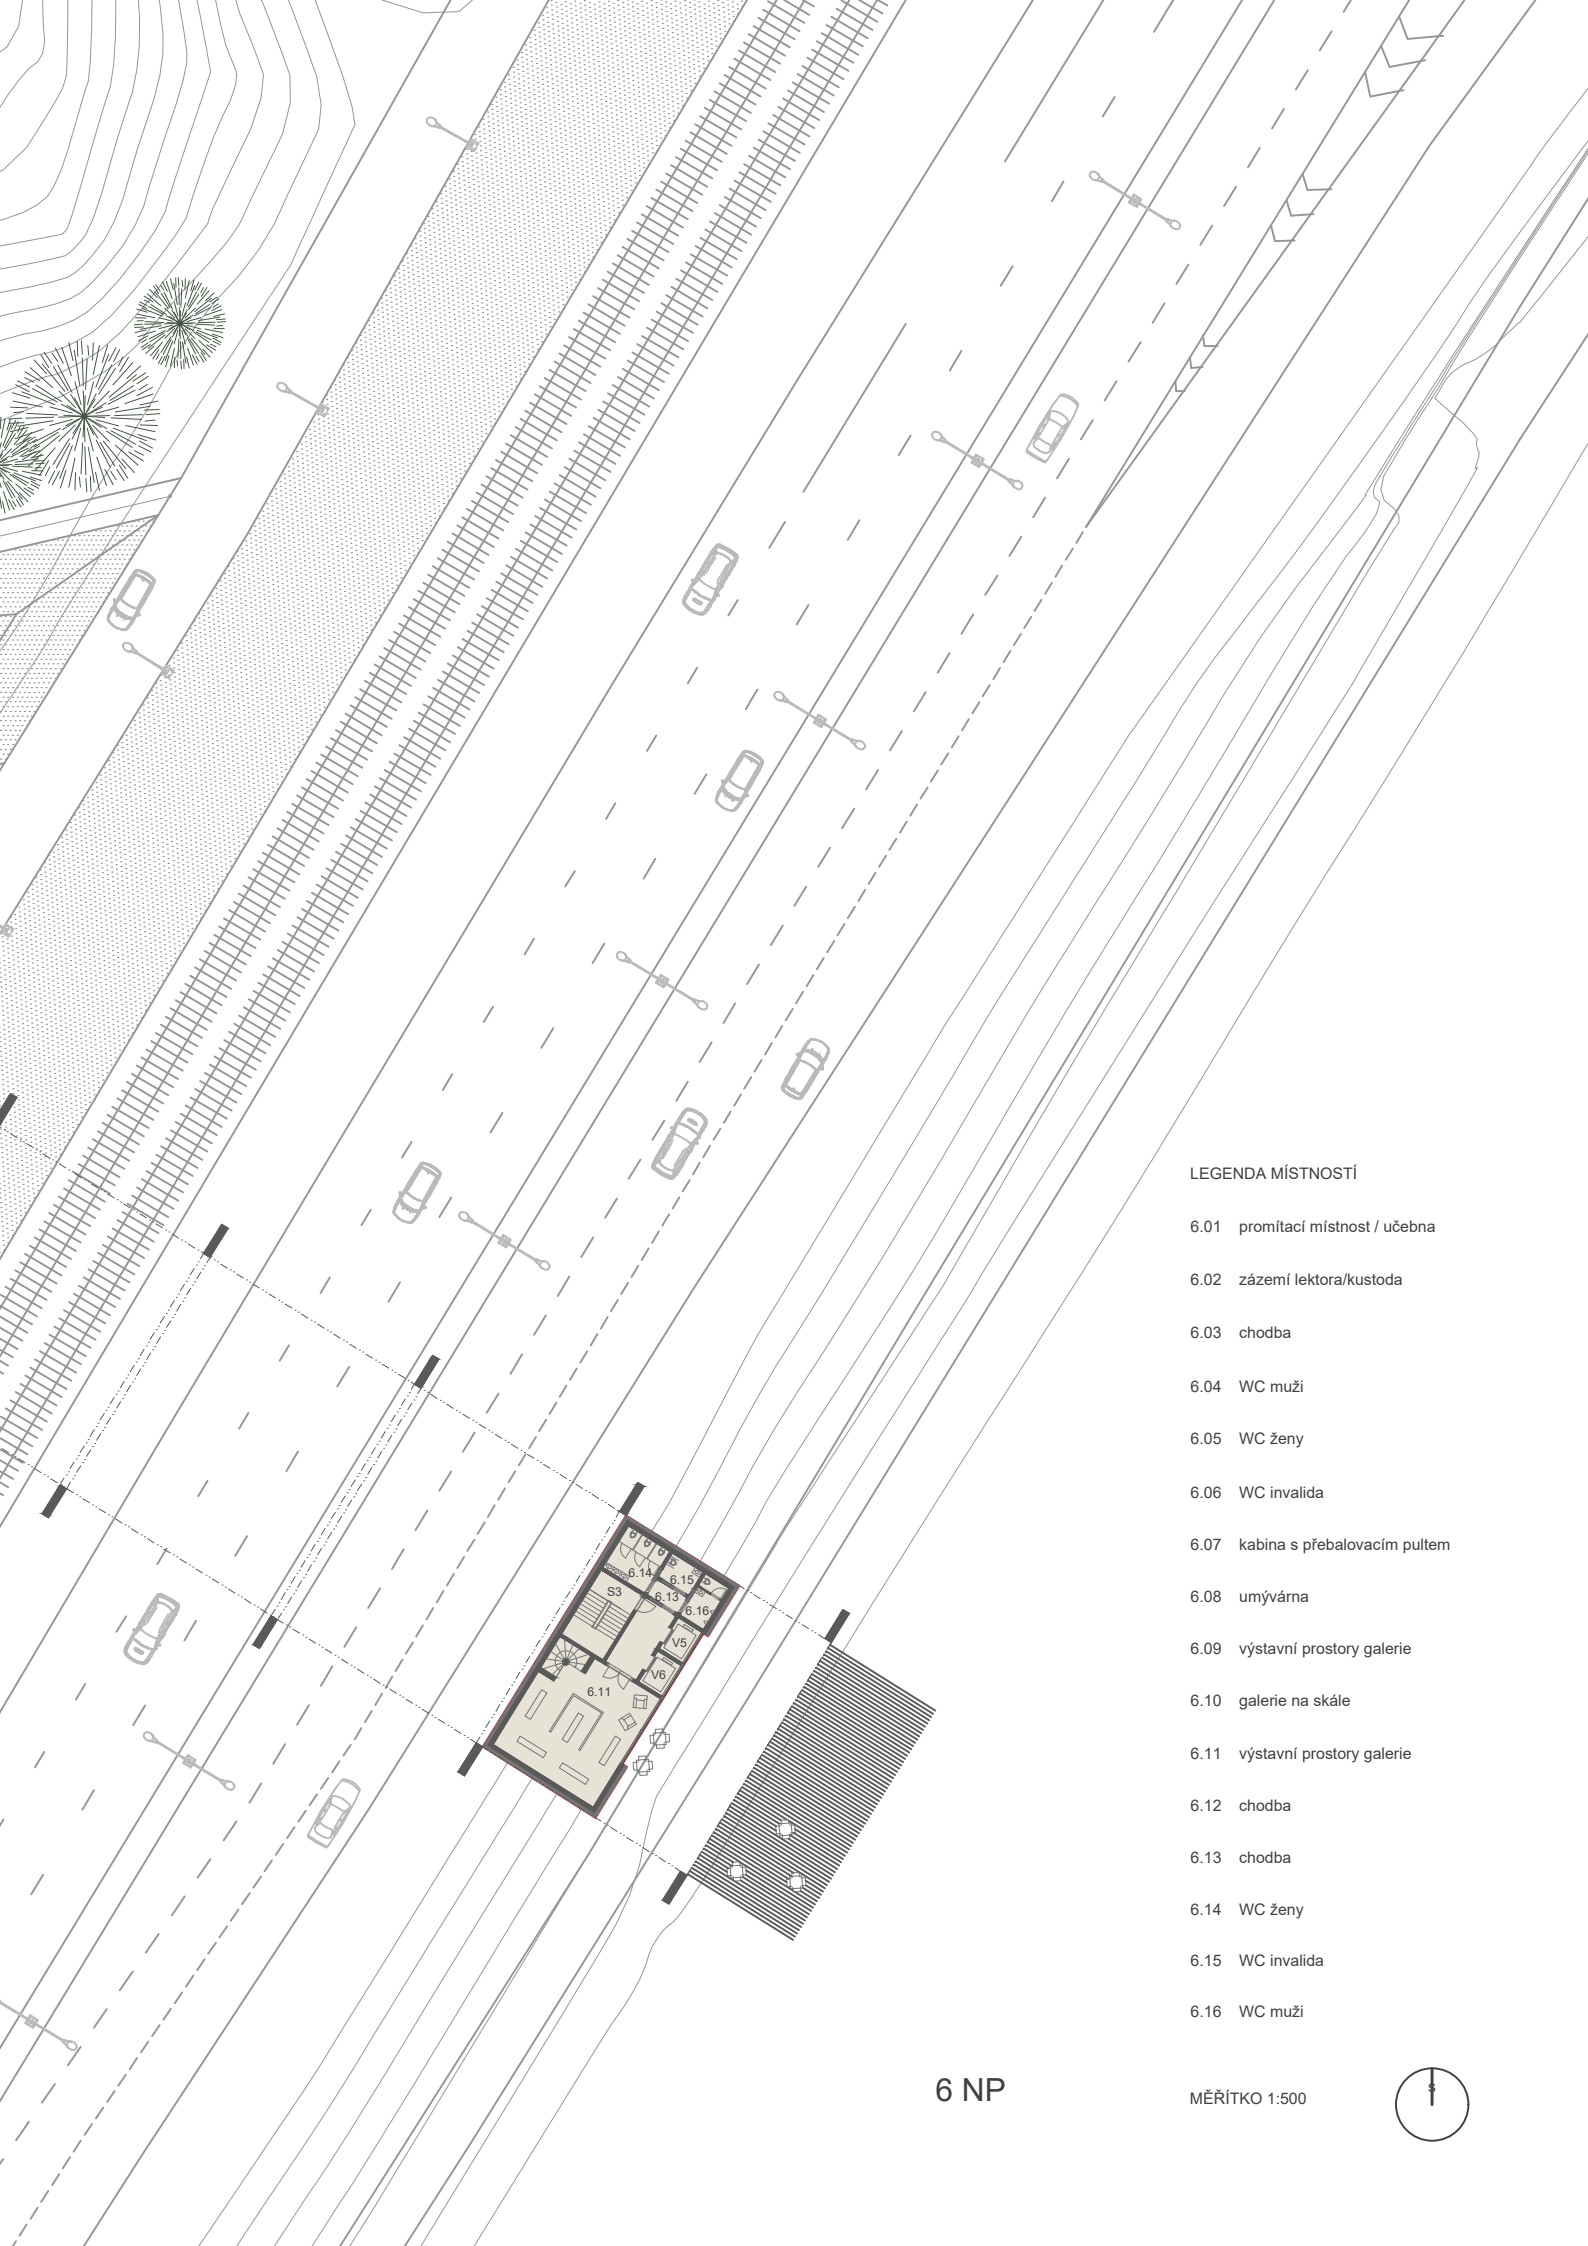 LEGENDA MÍSTNOSTÍ
6.01 promítací místnost / učebna
6.02 zázemí lektora/kustoda
6.03 chodba
6.04 WC muži
6.05 WC ženy
6.06 WC invalida
6.07 kabina s přebalovacím pultem
6.08 umývárna
6.09 výstavní prostory galerie
6.10 galerie na skále
6.11 výstavní prostory galerie
6.12 chodba
6.13 chodba
6.14 WC ženy
6.15 WC invalida
6.16 WC muži
6.14
6.15
S3
6.13
6.16
V5
V6
6.11
6 NP
MĚŘÍTKO 1:500
S